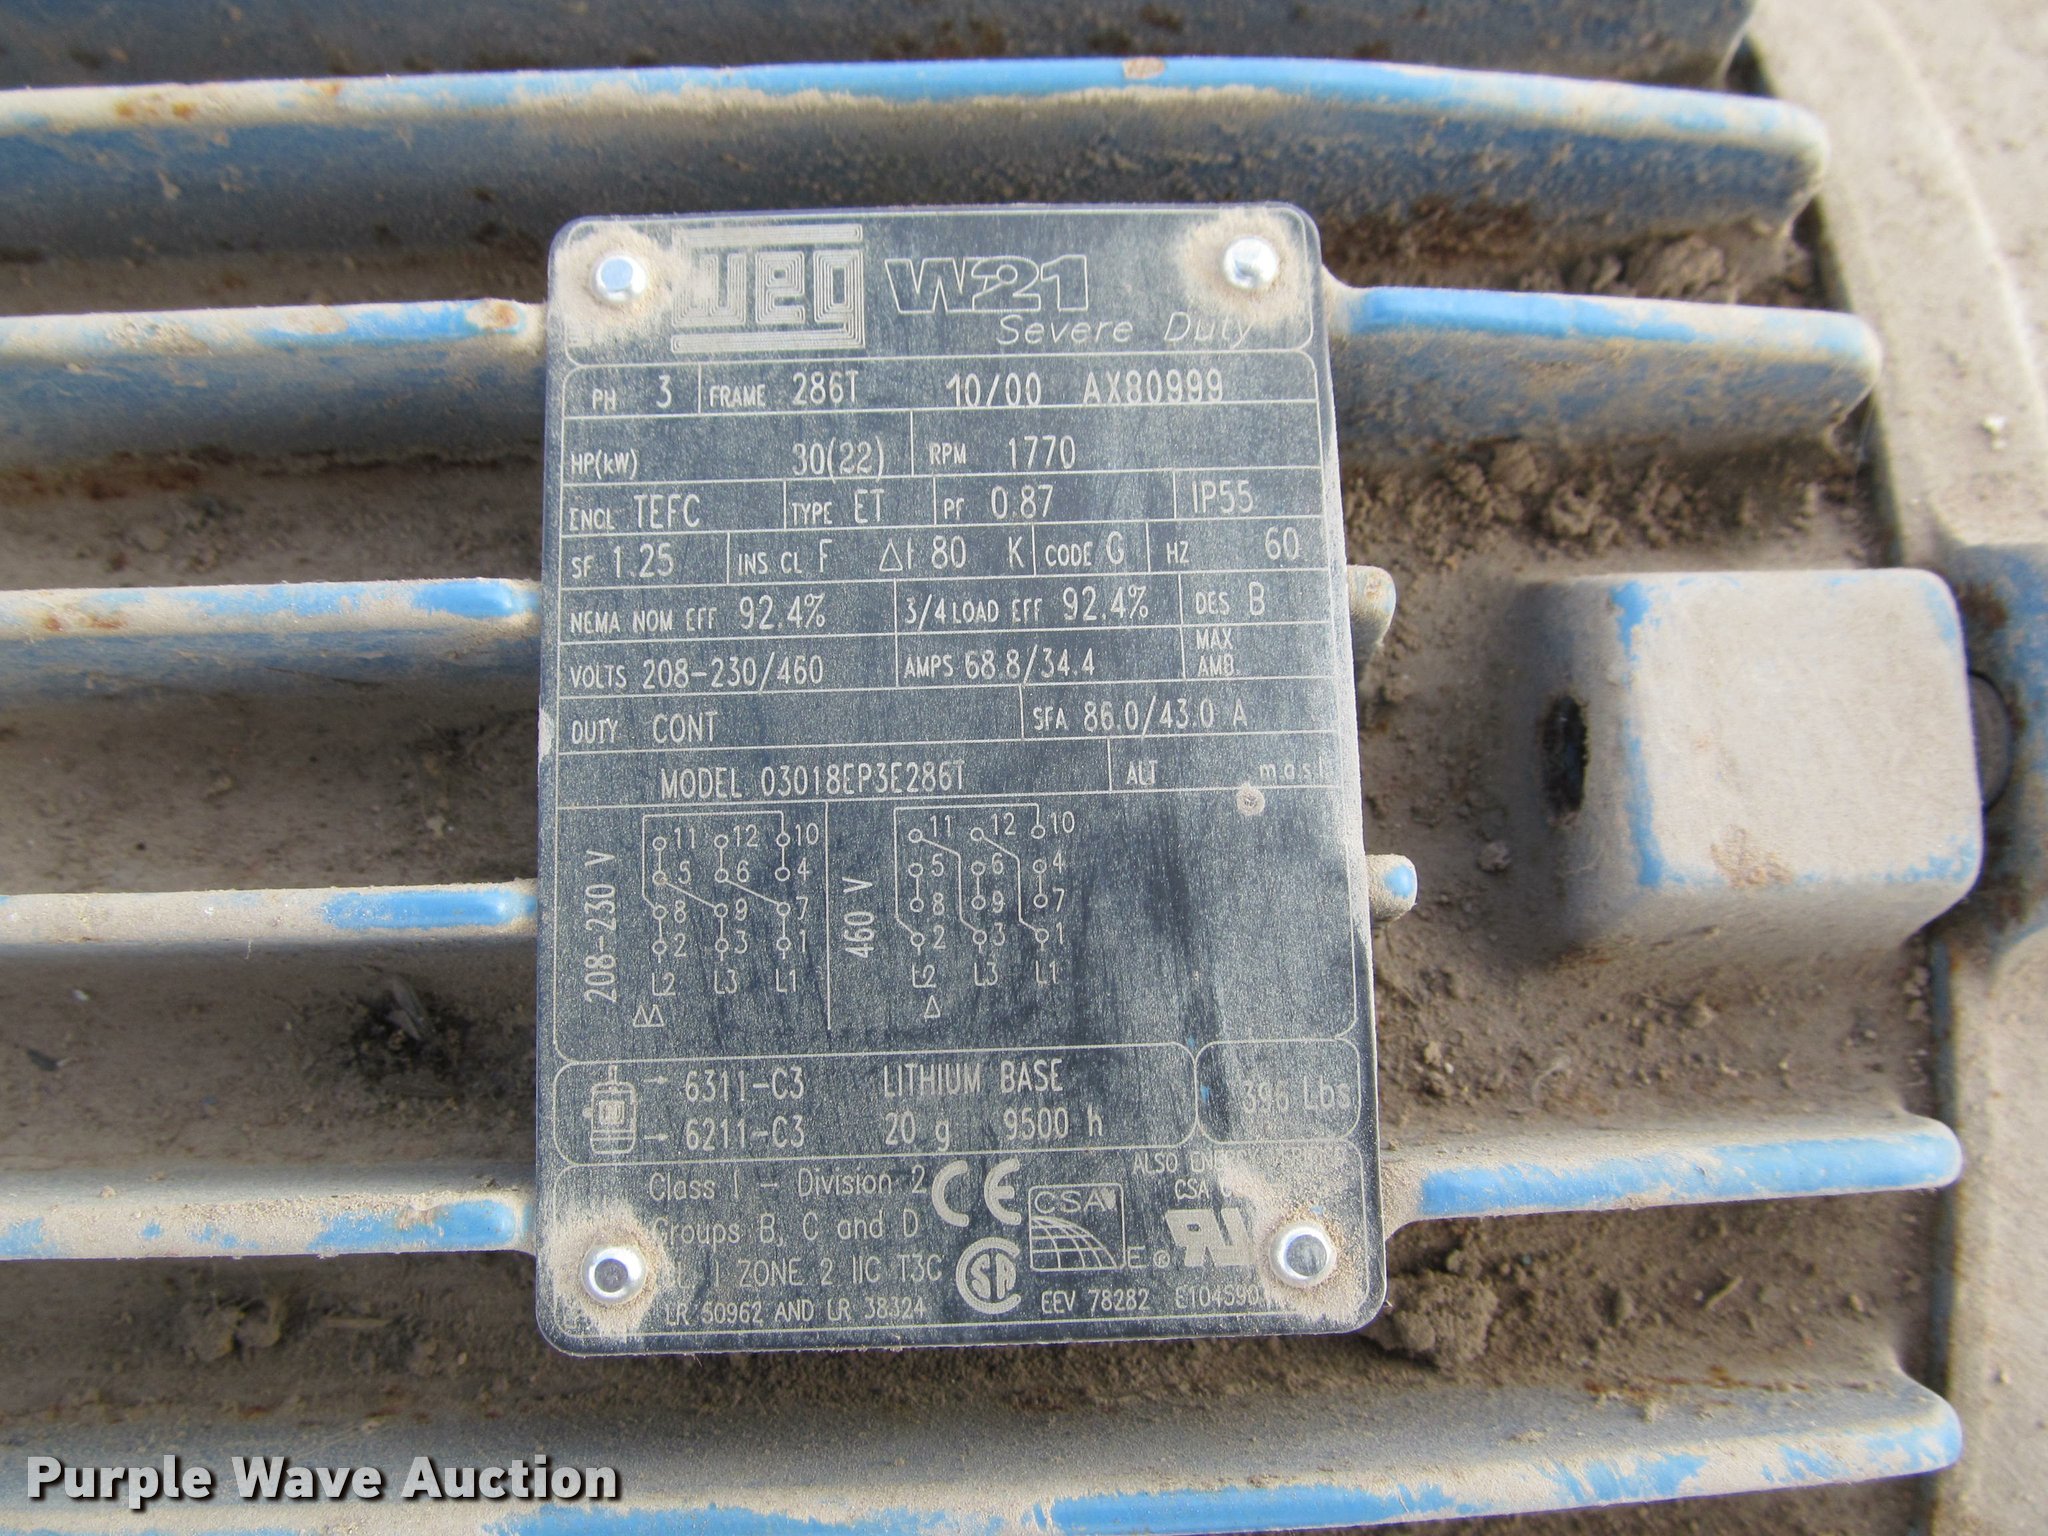 WEG W21
Severe Duty
PH 3 FRAME 286T 10/00 AX80999
HP(kW) 30(22) RPM 1770
ENCL TEFC TYPE ET Pf 0.87 IP55
SF 1.25 INS CL F Δt 80 K CODE G HZ 60
NEMA NOM EFF 92.4% 3/4 LOAD EFF 92.4% DES B
VOLTS 208-230/460 AMPS 68.8/34.4 MAX AMB.
DUTY CONT SFA 86.0/43.0 A
MODEL 03018EP3E286T ALT m.a.s.l.
208-230 V
11 12 10
5 6 4
8 9 7
2 3 1
L2 L3 L1
ΔΔ
460 V
11 12 10
5 6 4
8 9 7
2 3 1
L2 L3 L1
Δ
→ 6311-C3 LITHIUM BASE
→ 6211-C3 20 g 9500 h
396 Lbs
Class I - Division 2
Groups B, C and D
I ZONE 2 IIC T3C
LR 50962 AND LR 38324
CE
CSA
E
SA
EEV 78282
ALSO
CSA
RU
Purple Wave Auction